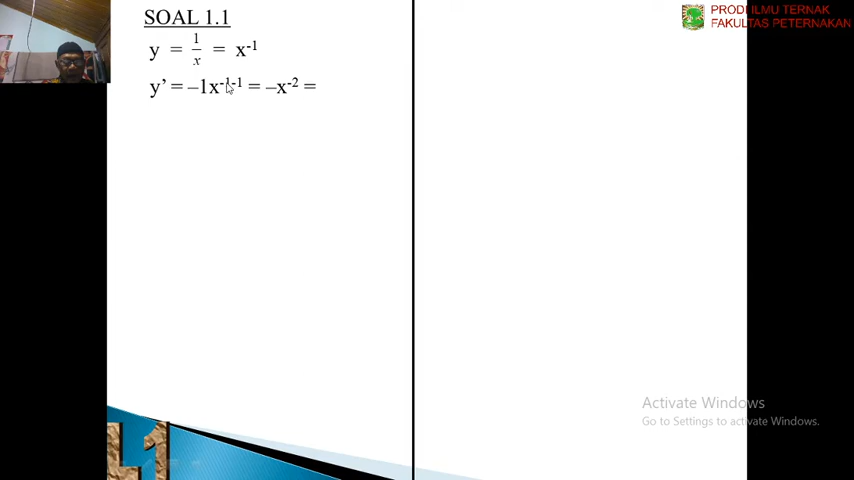 SOAL 1.1
y = 1/x = x⁻¹
y’ = –1x⁻¹⁻¹ = –x⁻² =
PRODI ILMU TERNAK
FAKULTAS PETERNAKAN
Activate Windows
Go to Settings to activate Windows.